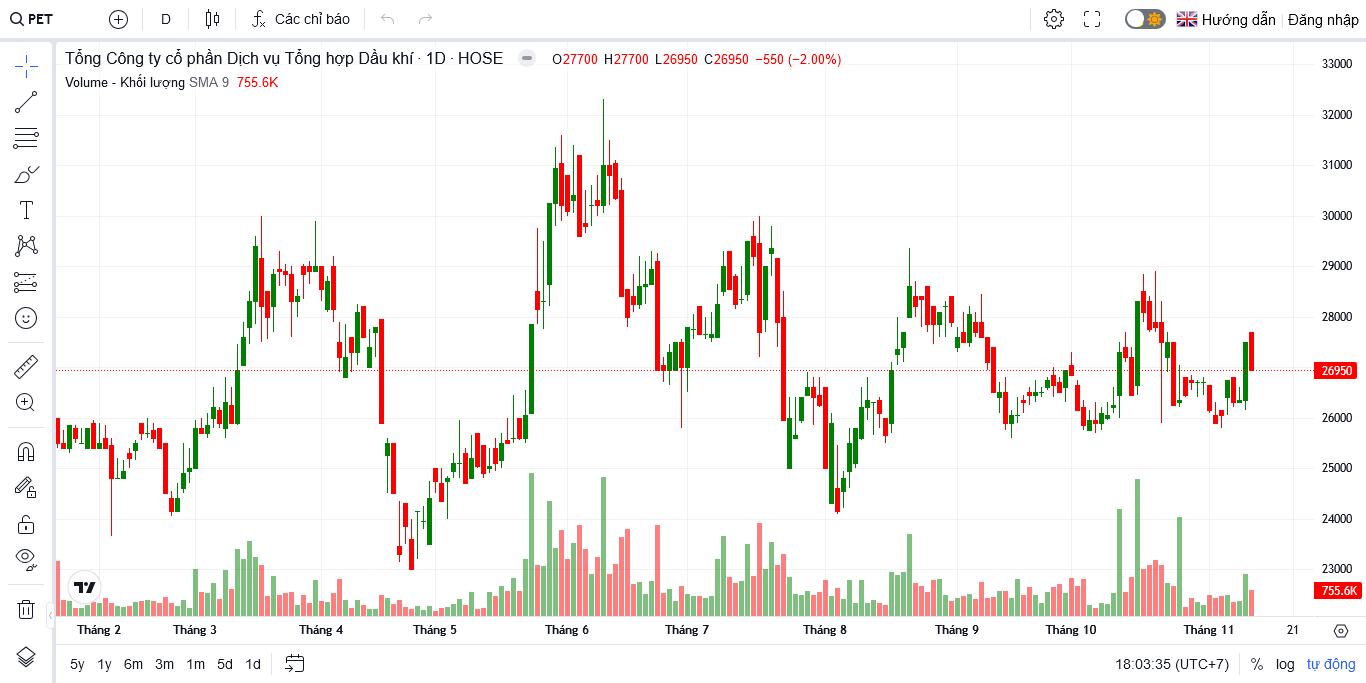 PET D Các chỉ báo Hướng dẫn Đăng nhập
Tổng Công ty cổ phần Dịch vụ Tổng hợp Dầu khí · 1D · HOSE O27700 H27700 L26950 C26950 −550 (−2.00%)
Volume - Khối lượng SMA 9 755.6K
33000
32000
31000
30000
29000
28000
26950
26000
25000
24000
23000
755.6K
Tháng 2 Tháng 3 Tháng 4 Tháng 5 Tháng 6 Tháng 7 Tháng 8 Tháng 9 Tháng 10 Tháng 11 21
5y 1y 6m 3m 1m 5d 1d 18:03:35 (UTC+7) % log tự động